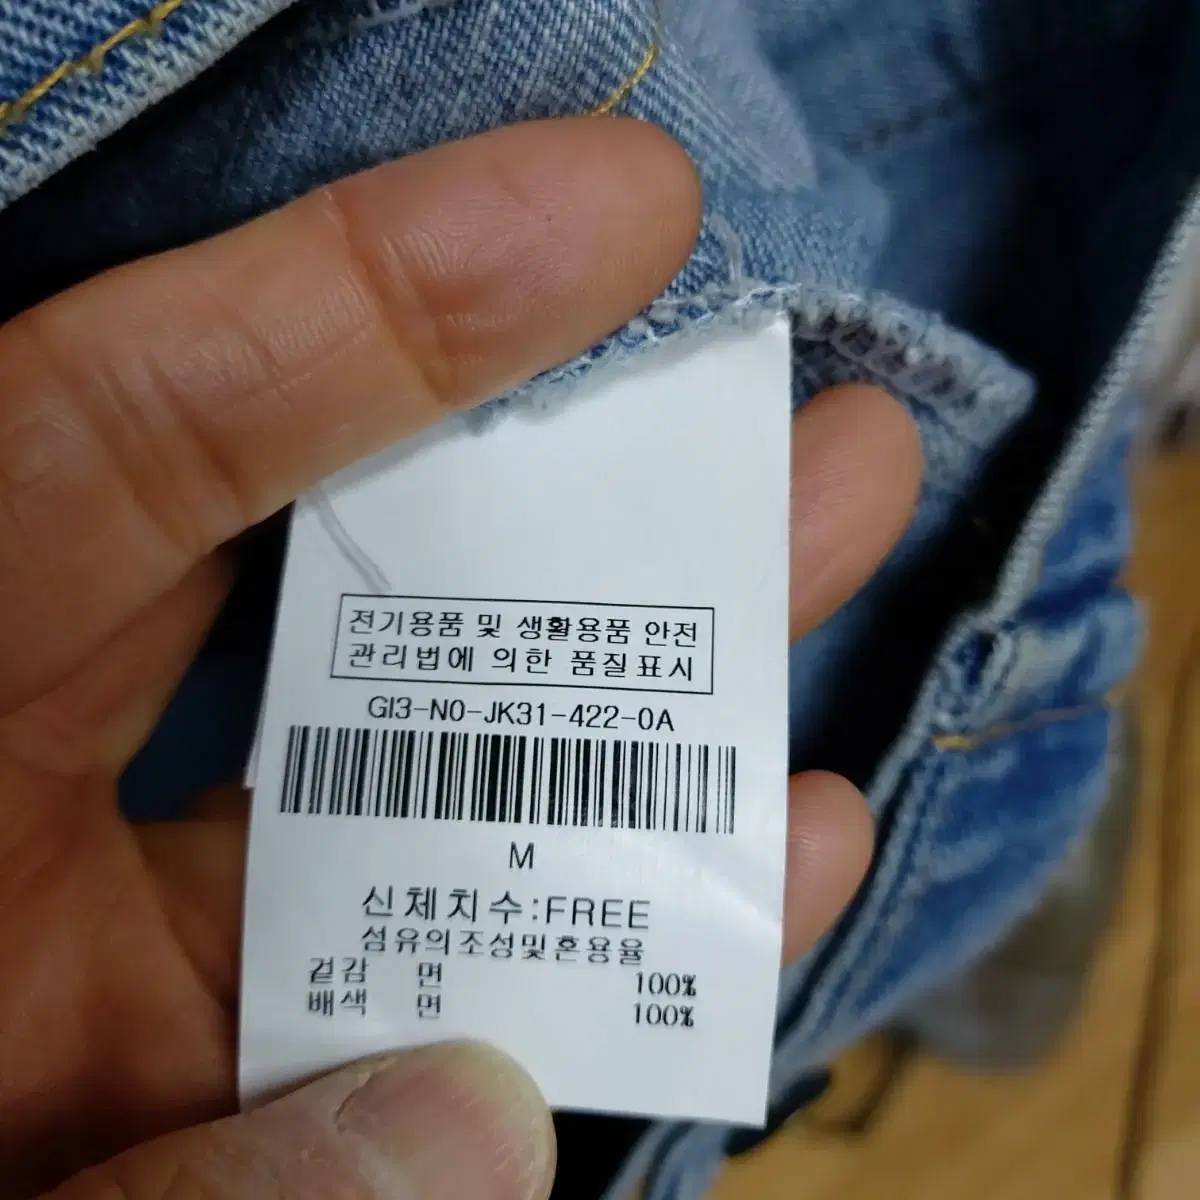 전기용품 및 생활용품 안전
관리법에 의한 품질표시
GI3-N0-JK31-422-0A
M
신체치수:FREE
섬유의조성및혼용율
겉감 면 100%
배색 면 100%